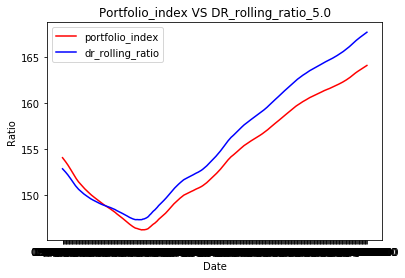 Portfolio_index VS DR_rolling_ratio_5.0
portfolio_index
dr_rolling_ratio
165
160
155
150
Ratio
Date